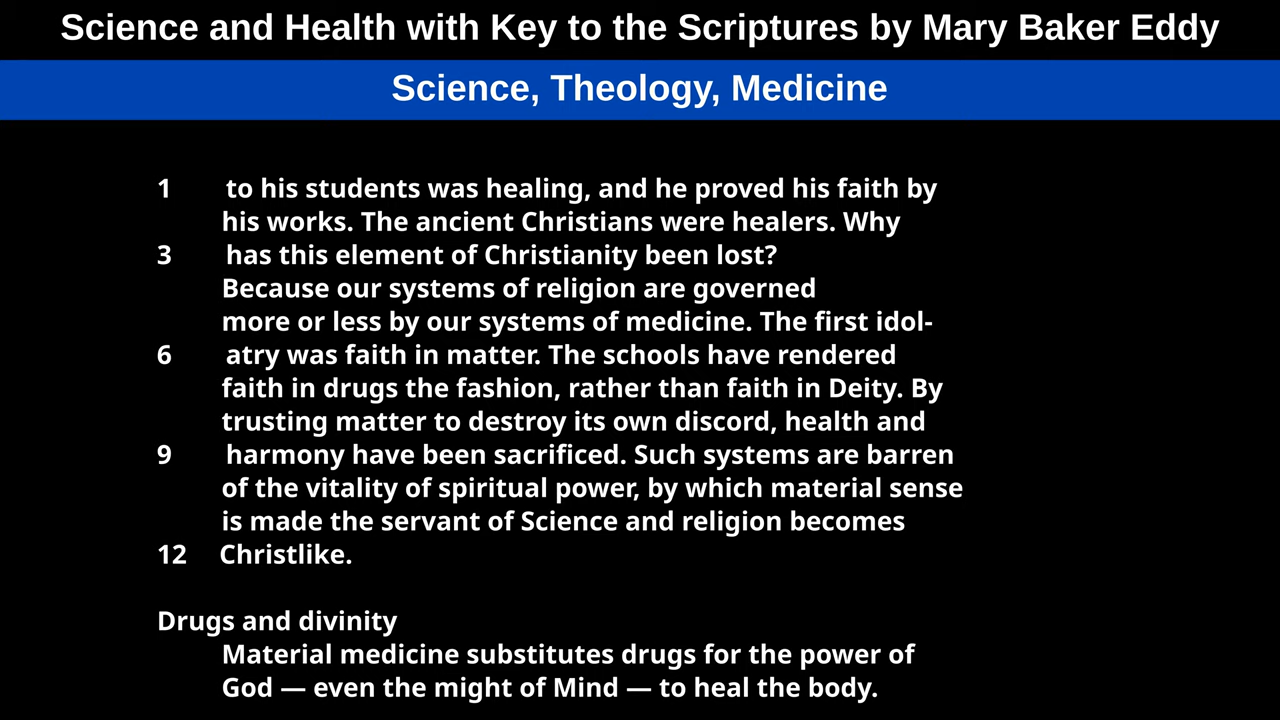 Science and Health with Key to the Scriptures by Mary Baker Eddy
Science, Theology, Medicine
1 to his students was healing, and he proved his faith by
his works. The ancient Christians were healers. Why
3 has this element of Christianity been lost?
Because our systems of religion are governed
more or less by our systems of medicine. The first idol-
6 atry was faith in matter. The schools have rendered
faith in drugs the fashion, rather than faith in Deity. By
trusting matter to destroy its own discord, health and
9 harmony have been sacrificed. Such systems are barren
of the vitality of spiritual power, by which material sense
is made the servant of Science and religion becomes
12 Christlike.
Drugs and divinity
Material medicine substitutes drugs for the power of
God — even the might of Mind — to heal the body.